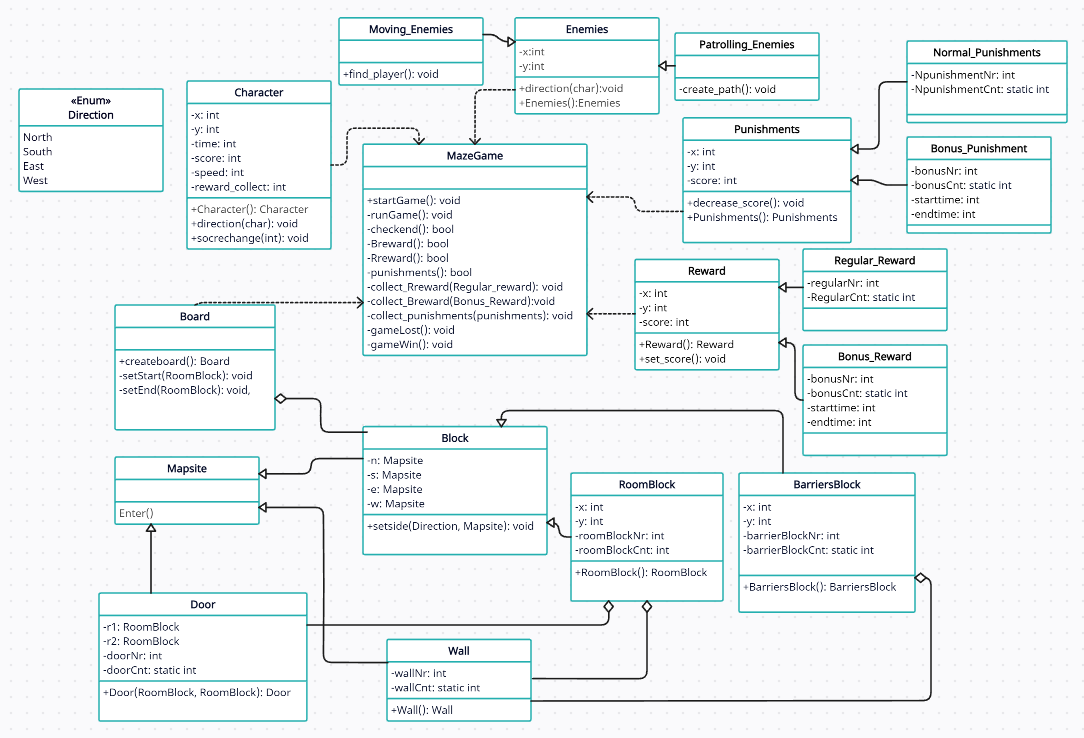 Moving_Enemies
+find_player(): void
Enemies
-x:int
-y:int
+direction(char):void
+Enemies():Enemies
Patrolling_Enemies
-create_path(): void
Normal_Punishments
-NpunishmentNr: int
-NpunishmentCnt: static int
«Enum»
Direction
North
South
East
West
Character
-x: int
-y: int
-time: int
-score: int
-speed: int
-reward_collect: int
+Character(): Character
+direction(char): void
+socrechange(int): void
MazeGame
+startGame(): void
-runGame(): void
-checkend(): bool
-Breward(): bool
-Rreward(): bool
-punishments(): bool
-collect_Rreward(Regular_reward): void
-collect_Breward(Bonus_Reward):void
-collect_punishments(punishments): void
-gameLost(): void
-gameWin(): void
Punishments
-x: int
-y: int
-score: int
+decrease_score(): void
+Punishments(): Punishments
Bonus_Punishment
-bonusNr: int
-bonusCnt: static int
-starttime: int
-endtime: int
Reward
-x: int
-y: int
-score: int
+Reward(): Reward
+set_score(): void
Regular_Reward
-regularNr: int
-RegularCnt: static int
Bonus_Reward
-bonusNr: int
-bonusCnt: static int
-starttime: int
-endtime: int
Board
+createboard(): Board
-setStart(RoomBlock): void
-setEnd(RoomBlock): void,
Block
-n: Mapsite
-s: Mapsite
-e: Mapsite
-w: Mapsite
+setside(Direction, Mapsite): void
Mapsite
Enter()
RoomBlock
-x: int
-y: int
-roomBlockNr: int
-roomBlockCnt: int
+RoomBlock(): RoomBlock
BarriersBlock
-x: int
-y: int
-barrierBlockNr: int
-barrierBlockCnt: static int
+BarriersBlock(): BarriersBlock
Door
-r1: RoomBlock
-r2: RoomBlock
-doorNr: int
-doorCnt: static int
+Door(RoomBlock, RoomBlock): Door
Wall
-wallNr: int
-wallCnt: static int
+Wall(): Wall